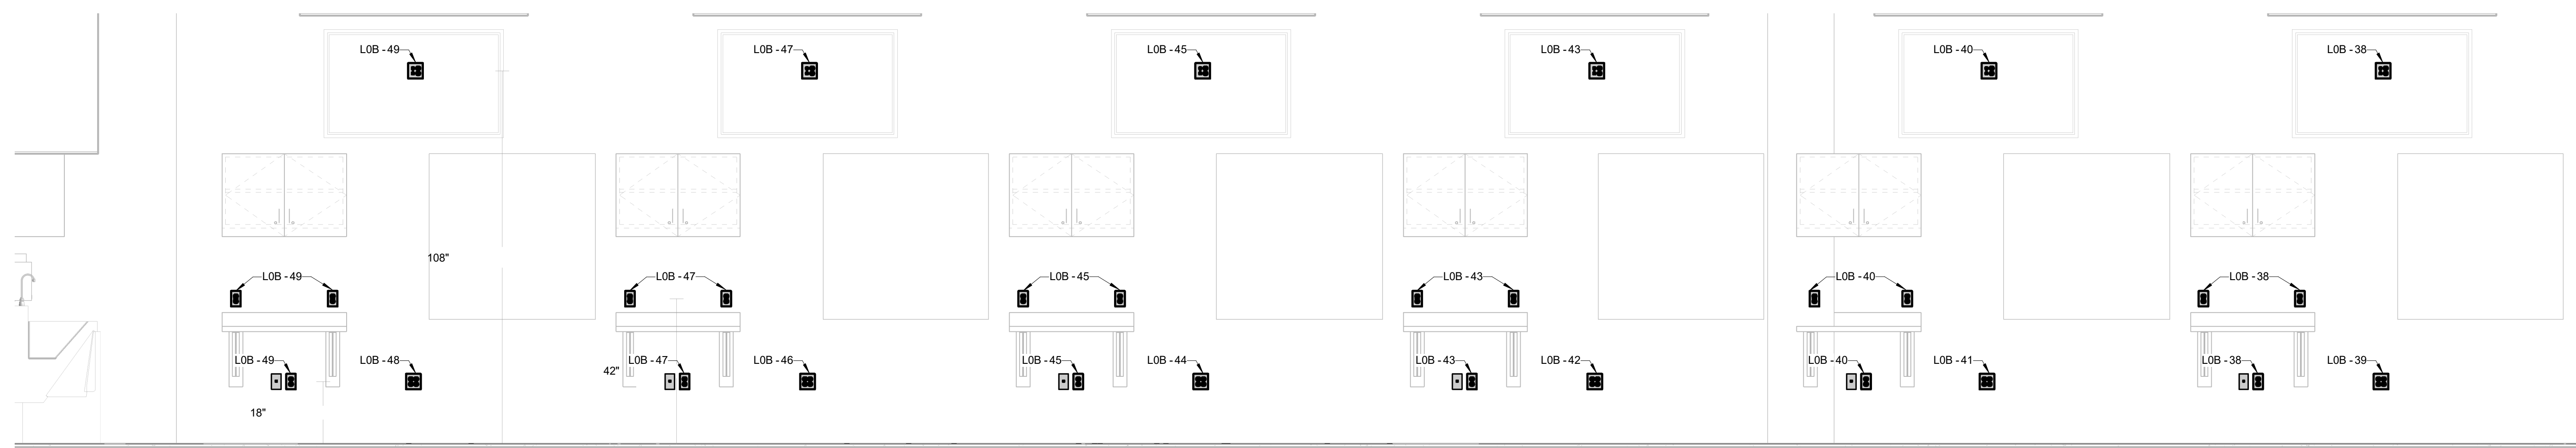 L0B - 49
L0B - 47
L0B - 45
L0B - 43
L0B - 40
L0B - 38
108"
L0B - 49
L0B - 47
L0B - 45
L0B - 43
L0B - 40
L0B - 38
L0B - 49
L0B - 48
L0B - 47
L0B - 46
L0B - 45
L0B - 44
L0B - 43
L0B - 42
L0B - 40
L0B - 41
L0B - 38
L0B - 39
42"
18"